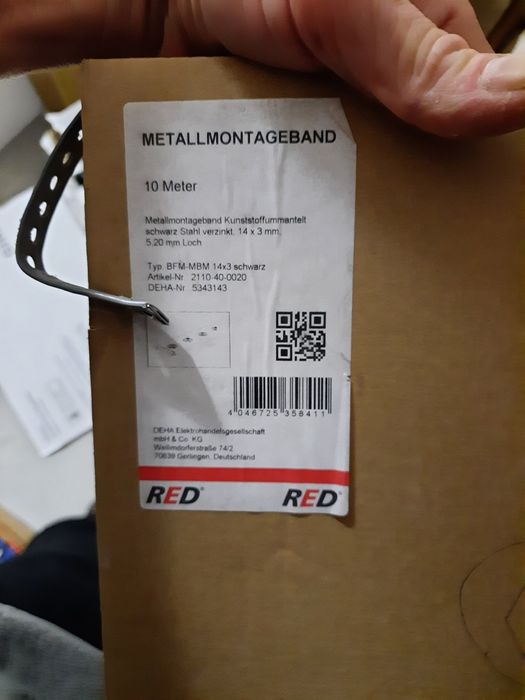 METALLMONTAGEBAND
10 Meter
Metallmontageband Kunststoffummantelt
schwarz Stahl verzinkt. 14 x 3 mm,
5,20 mm Loch
Typ. BFM-MBM 14x3 schwarz
Artikel-Nr 2110-40-0020
DEHA-Nr 5343143
4 046725 358411
DEHA Elektrohandelsgesellschaft
mbH & Co KG
Weilimdorferstraße 74/2
70839 Gerlingen, Deutschland
RED RED